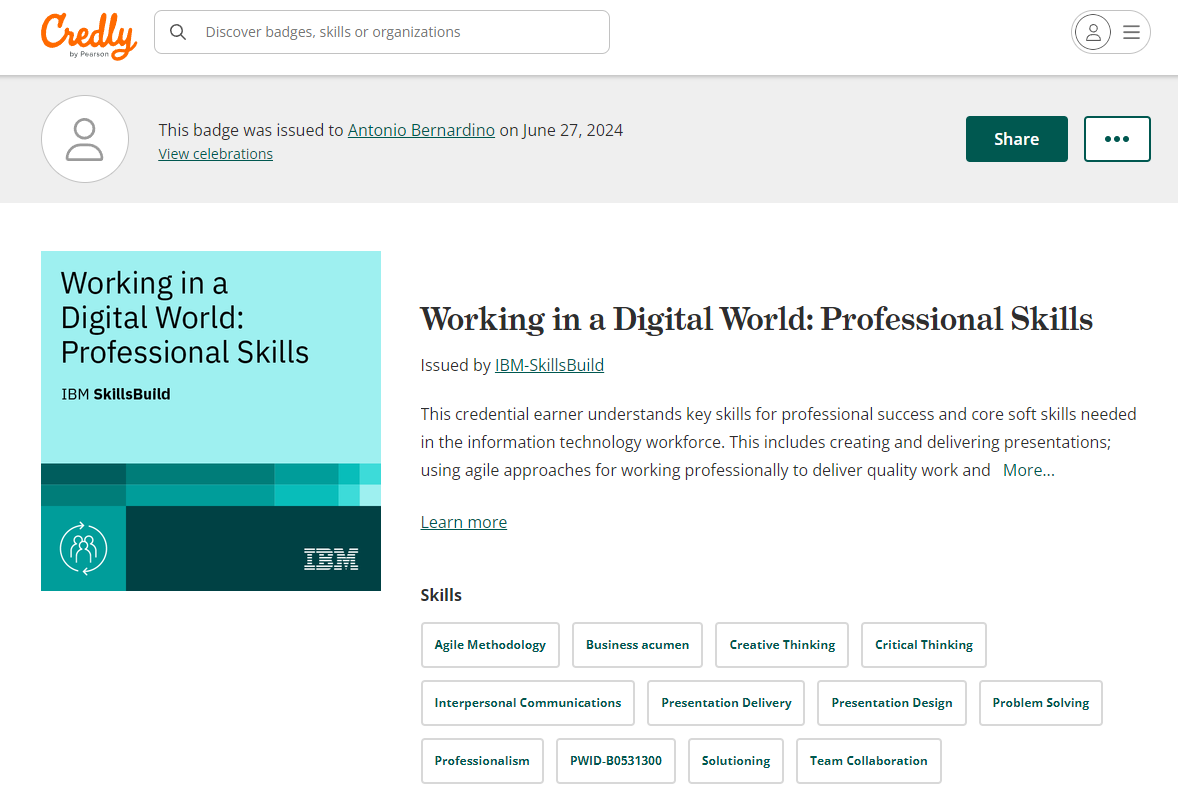 Credly
by Pearson
Discover badges, skills or organizations
This badge was issued to Antonio Bernardino on June 27, 2024
View celebrations
Share
•••
Working in a
Digital World:
Professional Skills
IBM SkillsBuild
IBM
Working in a Digital World: Professional Skills
Issued by IBM-SkillsBuild
This credential earner understands key skills for professional success and core soft skills needed
in the information technology workforce. This includes creating and delivering presentations;
using agile approaches for working professionally to deliver quality work and More...
Learn more
Skills
Agile Methodology Business acumen Creative Thinking Critical Thinking
Interpersonal Communications Presentation Delivery Presentation Design Problem Solving
Professionalism PWID-B0531300 Solutioning Team Collaboration